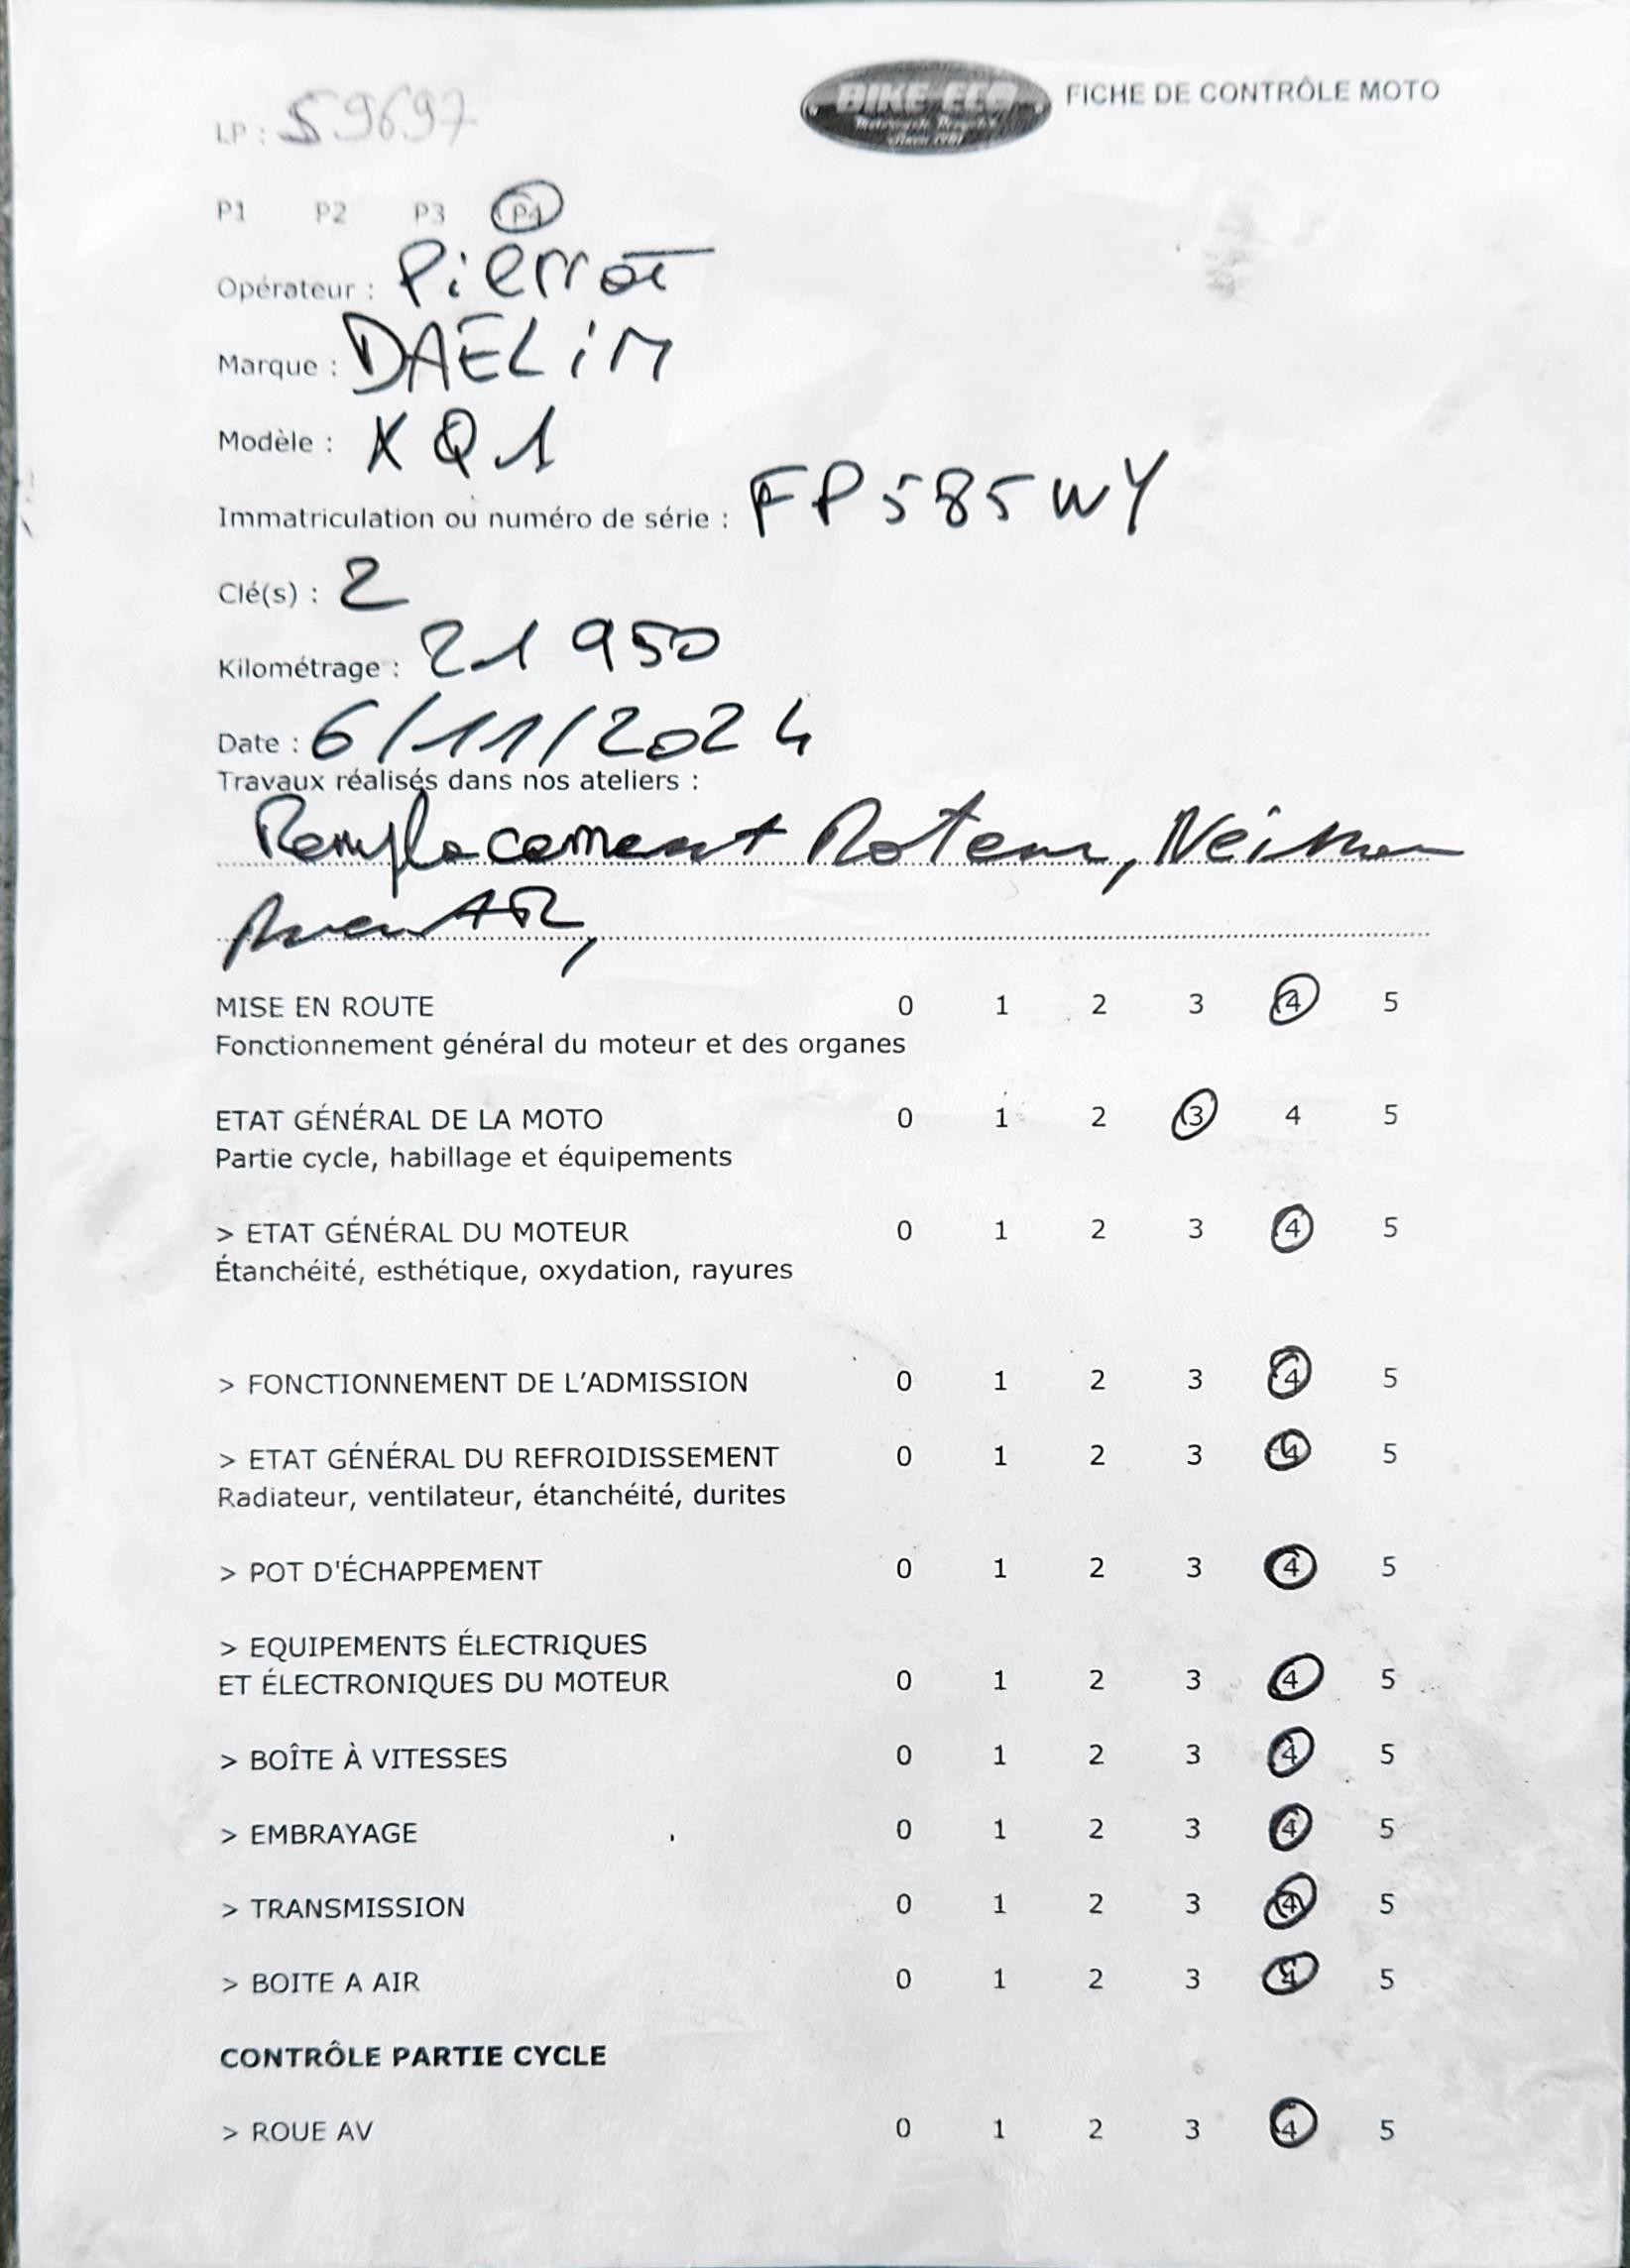 LP : 59697
BIKE-ECO
FICHE DE CONTRÔLE MOTO
P1 P2 P3 P4
Opérateur : Pierrot
Marque : DAELiM
Modèle : XQ1
Immatriculation ou numéro de série : FP585WY
Clé(s) : 2
Kilométrage : 21 950
Date : 6/11/2024
Travaux réalisés dans nos ateliers :
Remplacement Moteur, Neiman
Pneu AR,
MISE EN ROUTE 0 1 2 3 4 5
Fonctionnement général du moteur et des organes
ETAT GÉNÉRAL DE LA MOTO 0 1 2 3 4 5
Partie cycle, habillage et équipements
> ETAT GÉNÉRAL DU MOTEUR 0 1 2 3 4 5
Étanchéité, esthétique, oxydation, rayures
> FONCTIONNEMENT DE L'ADMISSION 0 1 2 3 4 5
> ETAT GÉNÉRAL DU REFROIDISSEMENT 0 1 2 3 4 5
Radiateur, ventilateur, étanchéité, durites
> POT D'ÉCHAPPEMENT 0 1 2 3 4 5
> EQUIPEMENTS ÉLECTRIQUES
ET ÉLECTRONIQUES DU MOTEUR 0 1 2 3 4 5
> BOÎTE À VITESSES 0 1 2 3 4 5
> EMBRAYAGE 0 1 2 3 4 5
> TRANSMISSION 0 1 2 3 4 5
> BOITE A AIR 0 1 2 3 4 5
CONTRÔLE PARTIE CYCLE
> ROUE AV 0 1 2 3 4 5